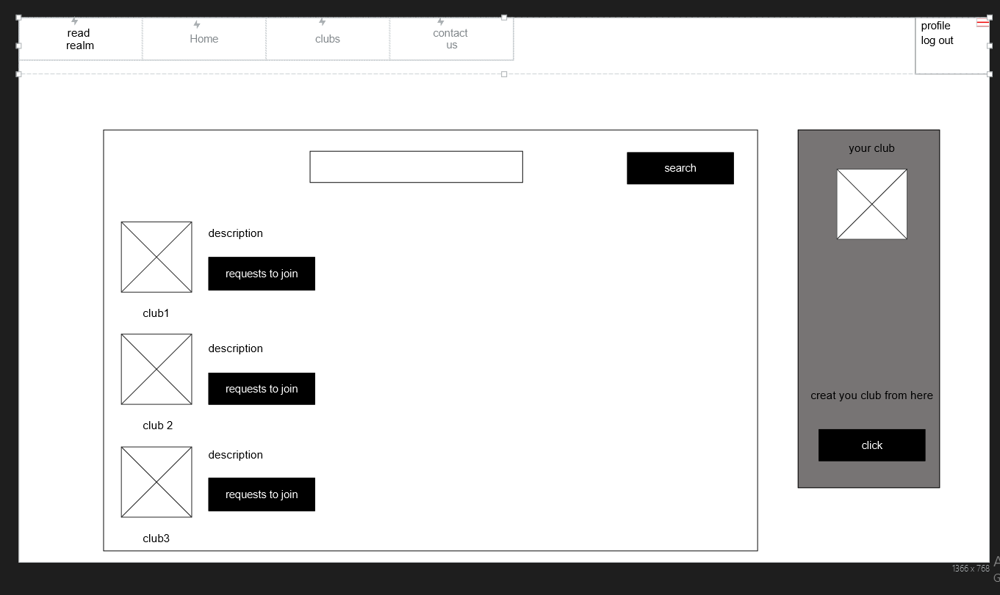 read
realm
Home
clubs
contact
us
profile
log out
search
description
requests to join
club1
description
requests to join
club 2
description
requests to join
club3
your club
creat you club from here
click
1366 x 768